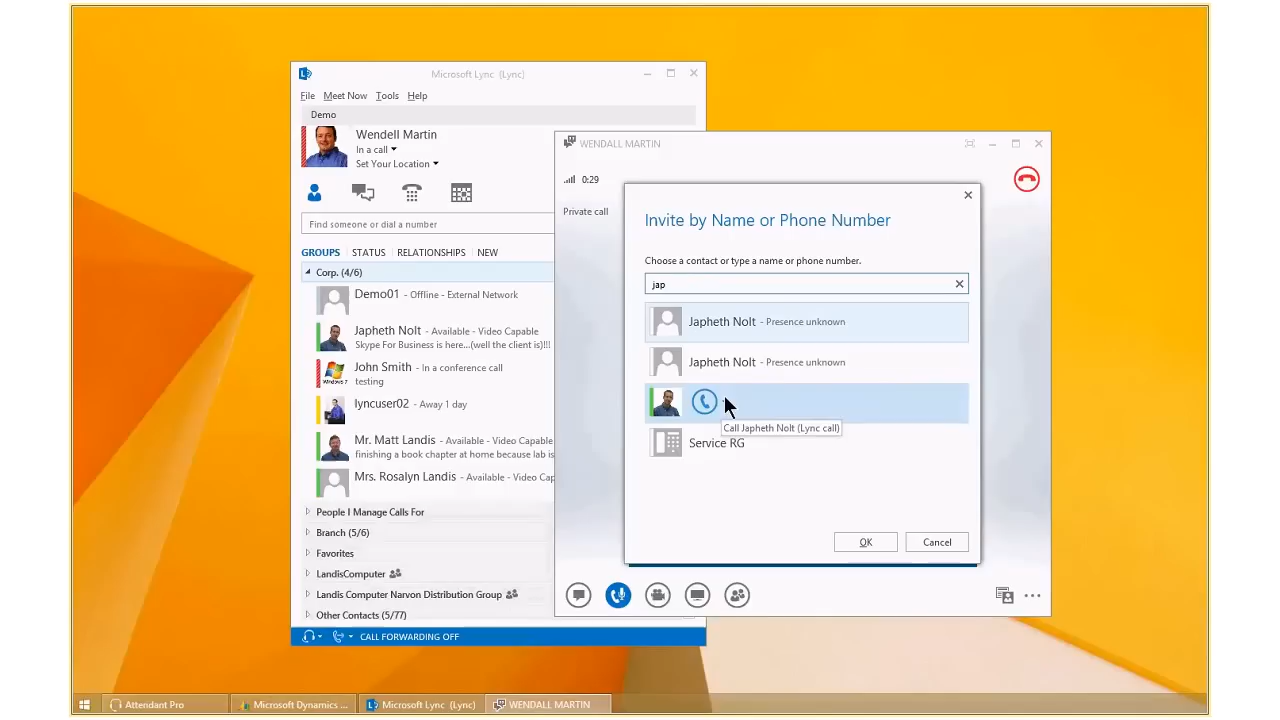 Microsoft Lync (Lync)
File Meet Now Tools Help
Demo
Wendell Martin
In a call
Set Your Location
Find someone or dial a number
GROUPS STATUS RELATIONSHIPS NEW
Corp. (4/6)
Demo01 - Offline - External Network
Japheth Nolt - Available - Video Capable
Skype For Business is here...(well the client is)!!!
John Smith - In a conference call
testing
Windows 7
lyncuser02 - Away 1 day
Mr. Matt Landis - Available - Video Capab
finishing a book chapter at home because lab is
Mrs. Rosalyn Landis - Available - Video Cap
People I Manage Calls For
Branch (5/6)
Favorites
LandisComputer
Landis Computer Narvon Distribution Group
Other Contacts (5/77)
CALL FORWARDING OFF
WENDALL MARTIN
0:29
Private call
Invite by Name or Phone Number
Choose a contact or type a name or phone number.
jap
Japheth Nolt - Presence unknown
Japheth Nolt - Presence unknown
Call Japheth Nolt (Lync call)
Service RG
OK Cancel
Attendant Pro Microsoft Dynamics ... Microsoft Lync (Lync) WENDALL MARTIN